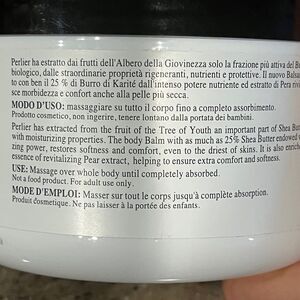 Perlier ha estratto dai frutti dell'Albero della Giovinezza solo la frazione più attiva del Bu
biologico, dalle straordinarie proprietà rigeneranti, nutrienti e protettive. Il nuovo Balsam
to con ben il 25 % di Burro di Karité dall'intenso potere nutriente ed estratto di Pera riva
sce morbidezza e comfort anche alla pelle più secca.
MODO D'USO: massaggiare su tutto il corpo fino a completo assorbimento.
Prodotto cosmetico, non ingerire, tenere lontano dalla portata dei bambini.
Perlier has extracted from the fruit of the Tree of Youth an important part of Shea Butter
with moisturizing properties. The body Balm with as much as 25% Shea Butter endowed w
zing power, restores softness and comfort, even to the driest of skins. It is also enriche
essence of revitalizing Pear extract, helping to ensure extra comfort and softness.
USE: Massage over whole body until completely absorbed.
Not a food product. For adult use only.
MODE D'EMPLOI: Masser sur tout le corps jusqu'à complète absorption.
Produit cosmetique. Ne pas laisser à la portée des enfants.